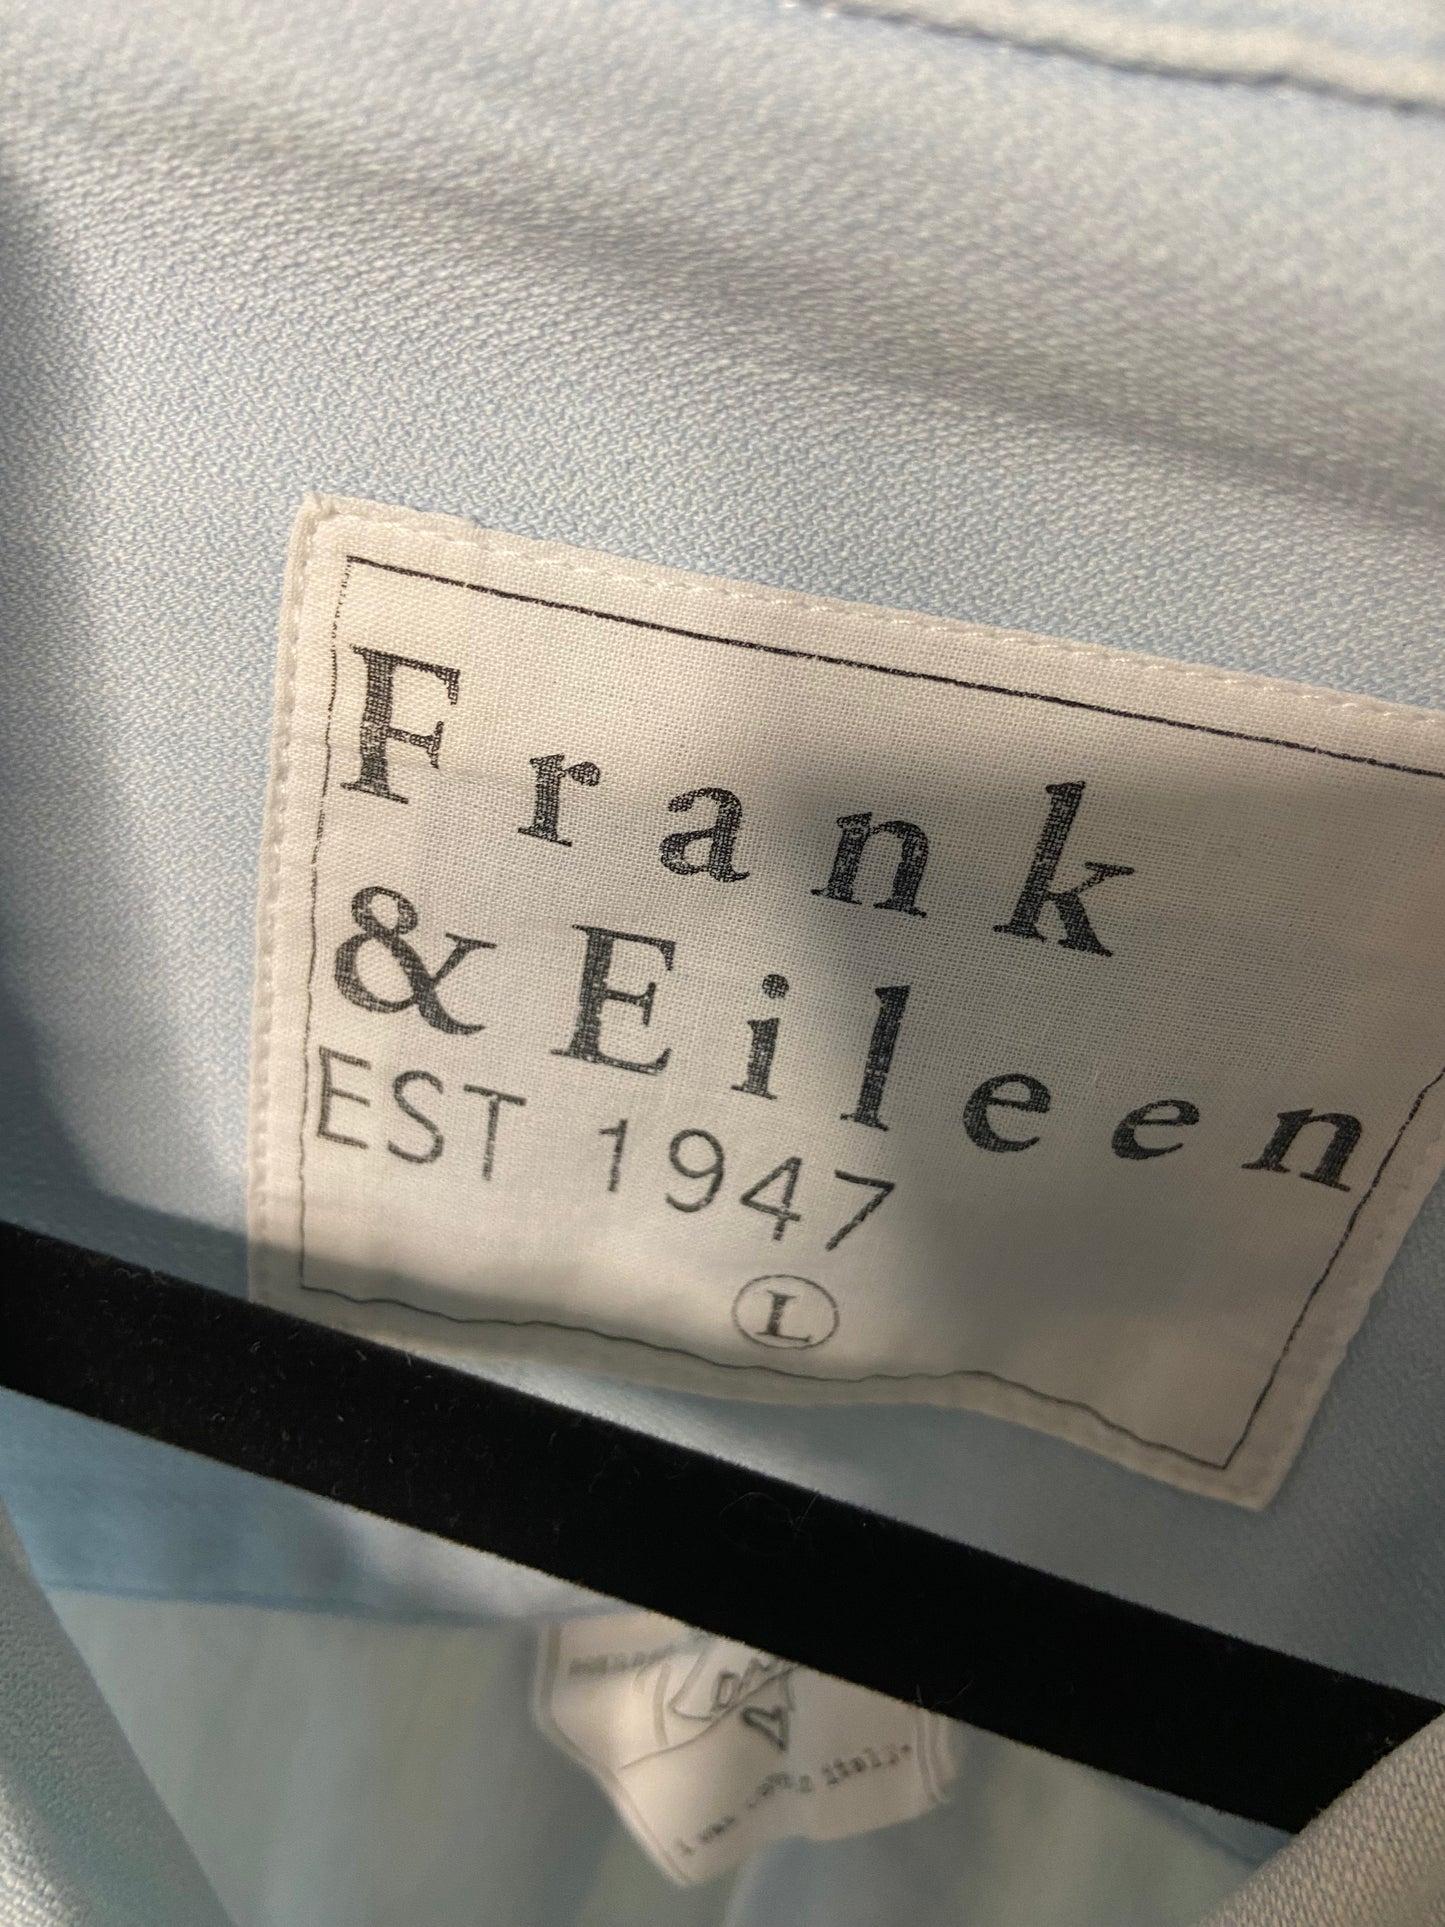 Frank
& Eileen
EST 1947
L